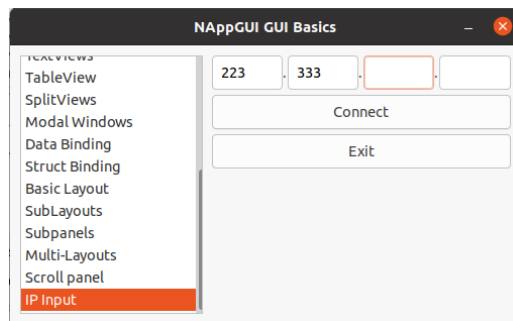 NAppGUI GUI Basics
TextViews
TableView
SplitViews
Modal Windows
Data Binding
Struct Binding
Basic Layout
SubLayouts
Subpanels
Multi-Layouts
Scroll panel
IP Input
223 . 333 . .
Connect
Exit